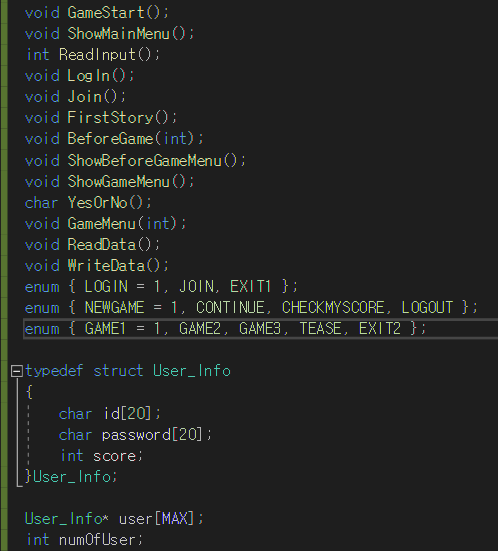 void GameStart();
void ShowMainMenu();
int ReadInput();
void LogIn();
void Join();
void FirstStory();
void BeforeGame(int);
void ShowBeforeGameMenu();
void ShowGameMenu();
char YesOrNo();
void GameMenu(int);
void ReadData();
void WriteData();
enum { LOGIN = 1, JOIN, EXIT1 };
enum { NEWGAME = 1, CONTINUE, CHECKMYSCORE, LOGOUT };
enum { GAME1 = 1, GAME2, GAME3, TEASE, EXIT2 };
typedef struct User_Info
{
char id[20];
char password[20];
int score;
}User_Info;
User_Info* user[MAX];
int numOfUser;